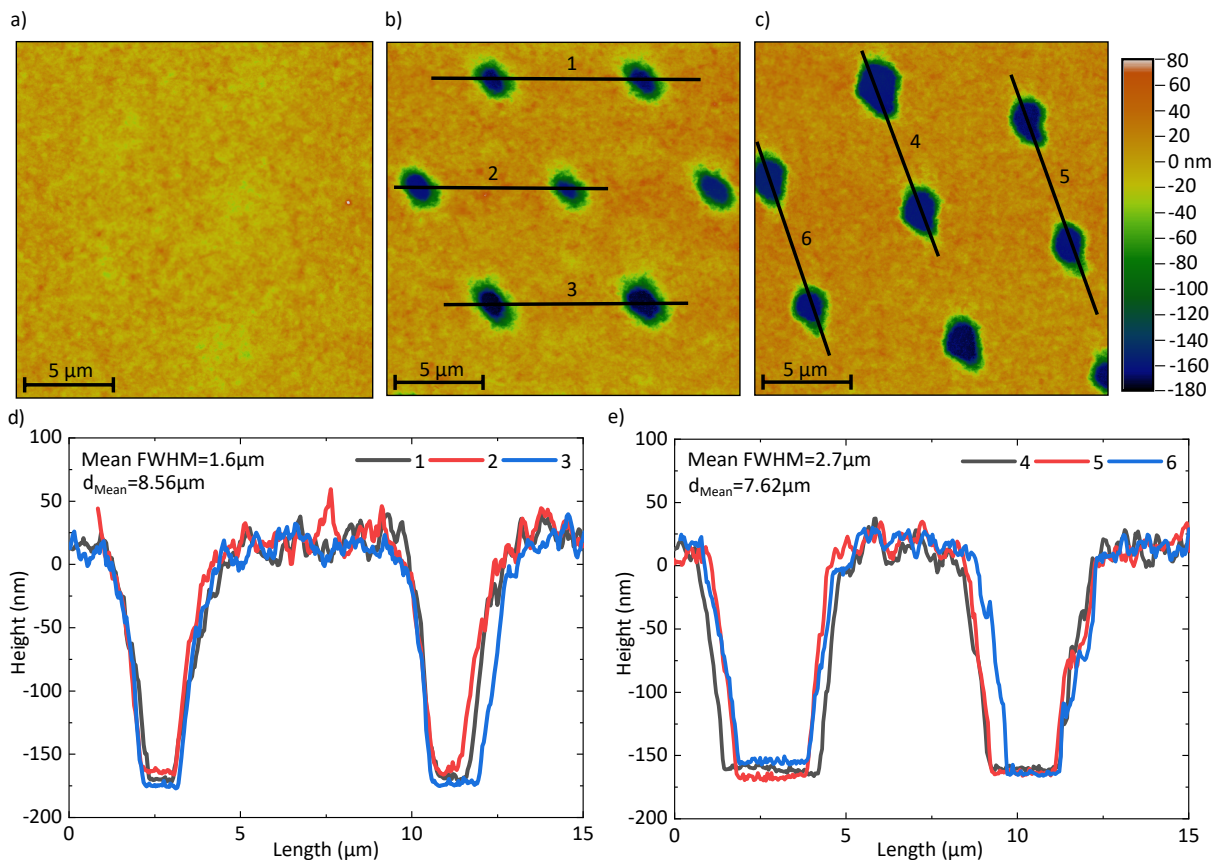 a)
b)
c)
1
2
3
4
5
6
5 µm
5 µm
5 µm
80
60
40
20
0 nm
-20
-40
-60
-80
-100
-120
-140
-160
-180
d)
Mean FWHM=1.6µm
dMean=8.56µm
1 2 3
100
50
0
-50
-100
-150
-200
Height (nm)
0 5 10 15
Length (µm)
e)
Mean FWHM=2.7µm
dMean=7.62µm
4 5 6
100
50
0
-50
-100
-150
-200
Height (nm)
0 5 10 15
Length (µm)